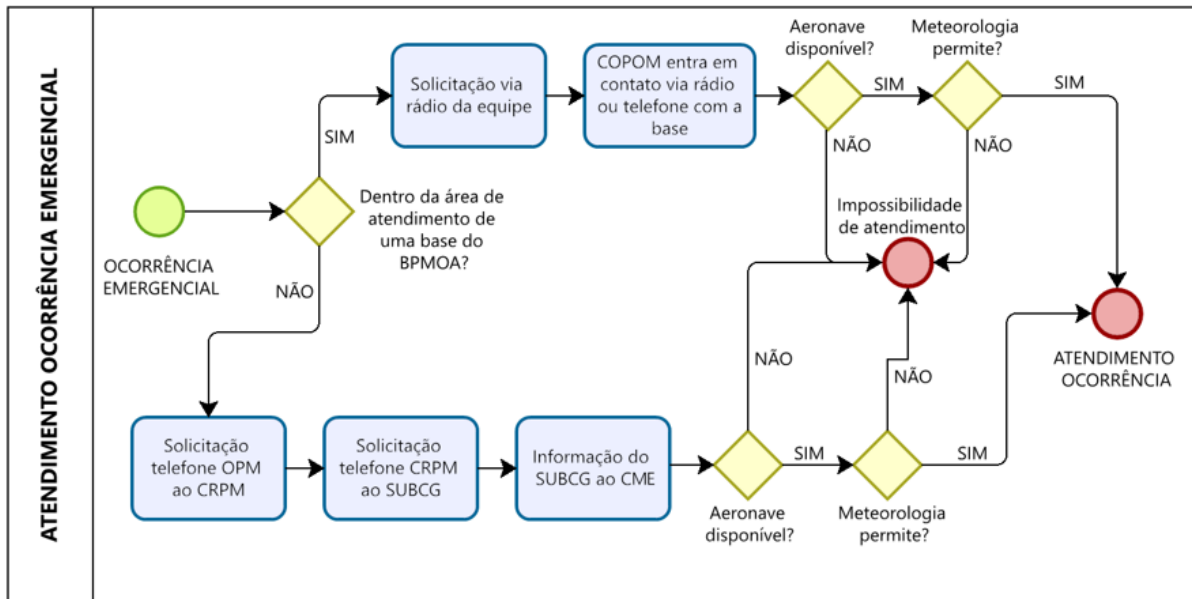 ATENDIMENTO OCORRÊNCIA EMERGENCIAL
OCORRÊNCIA
EMERGENCIAL
Dentro da área de
atendimento de
uma base do
BPMOA?
SIM
Solicitação via
rádio da equipe
COPOM entra em
contato via rádio
ou telefone com a
base
Aeronave
disponível?
SIM
NÃO
Meteorologia
permite?
SIM
NÃO
Impossibilidade
de atendimento
NÃO
Solicitação
telefone OPM
ao CRPM
Solicitação
telefone CRPM
ao SUBCG
Informação do
SUBCG ao CME
NÃO
Aeronave
disponível?
SIM
NÃO
Meteorologia
permite?
SIM
ATENDIMENTO
OCORRÊNCIA